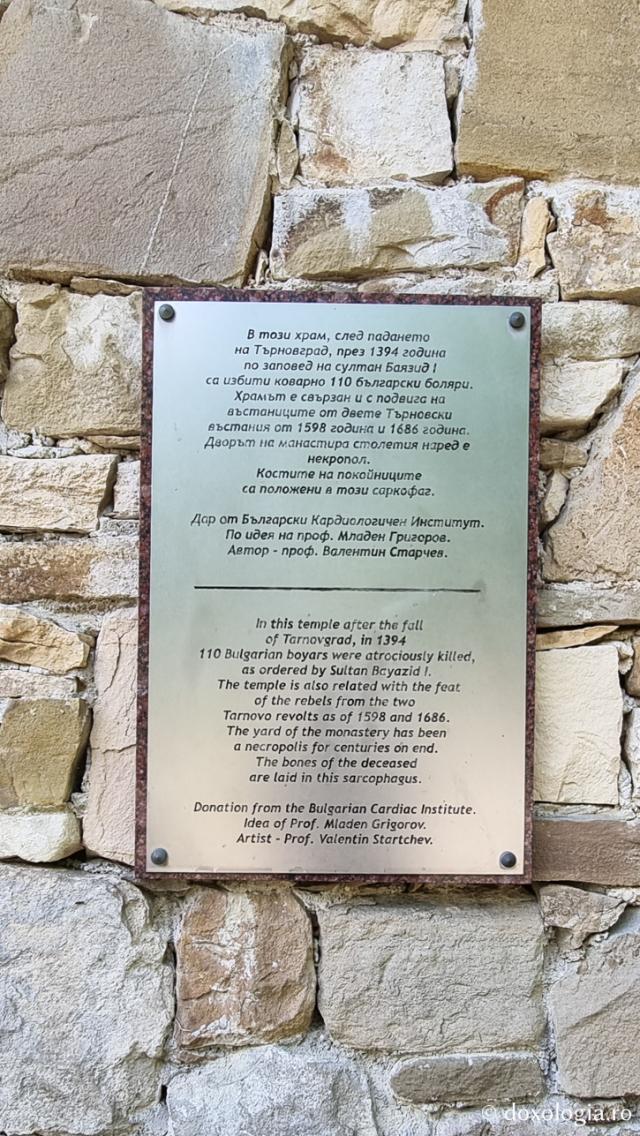 В този храм, след падането
на Търновград, през 1394 година
по заповед на султан Баязид I
са избити коварно 110 български боляри.
Храмът е свързан и с подвига на
въстаниците от двете Търновски
въстания от 1598 година и 1686 година.
Дворът на манастира столетия наред е
некропол.
Костите на покойниците
са положени в този саркофаг.
Дар от Български Кардиологичен Институт.
По идея на проф. Младен Григоров.
Автор - проф. Валентин Старчев.
In this temple after the fall
of Tarnovgrad, in 1394
110 Bulgarian boyars were atrociously killed,
as ordered by Sultan Bayazid I.
The temple is also related with the feat
of the rebels from the two
Tarnovo revolts as of 1598 and 1686.
The yard of the monastery has been
a necropolis for centuries on end.
The bones of the deceased
are laid in this sarcophagus.
Donation from the Bulgarian Cardiac Institute.
Idea of Prof. Mladen Grigorov.
Artist - Prof. Valentin Startchev.
© doxologia.ro